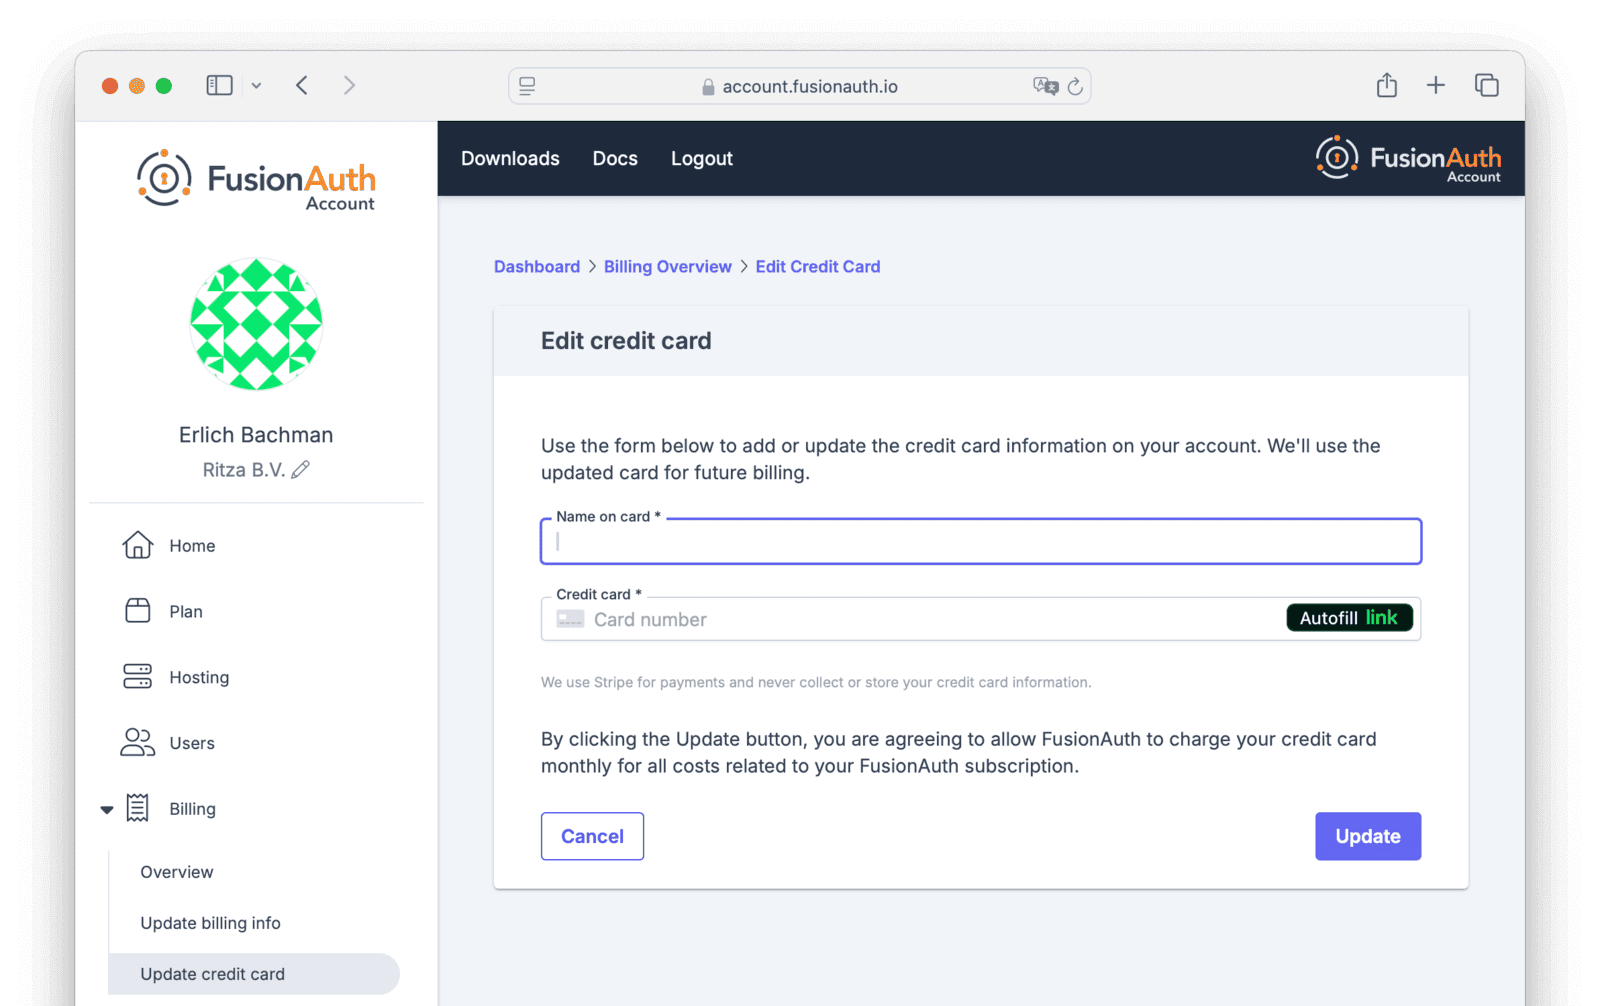 account.fusionauth.io
FusionAuth
Account
Downloads
Docs
Logout
FusionAuth
Account
Erlich Bachman
Ritza B.V.
Home
Plan
Hosting
Users
Billing
Overview
Update billing info
Update credit card
Dashboard > Billing Overview > Edit Credit Card
Edit credit card
Use the form below to add or update the credit card information on your account. We'll use the
updated card for future billing.
Name on card *
Credit card *
Card number
Autofill link
We use Stripe for payments and never collect or store your credit card information.
By clicking the Update button, you are agreeing to allow FusionAuth to charge your credit card
monthly for all costs related to your FusionAuth subscription.
Cancel
Update